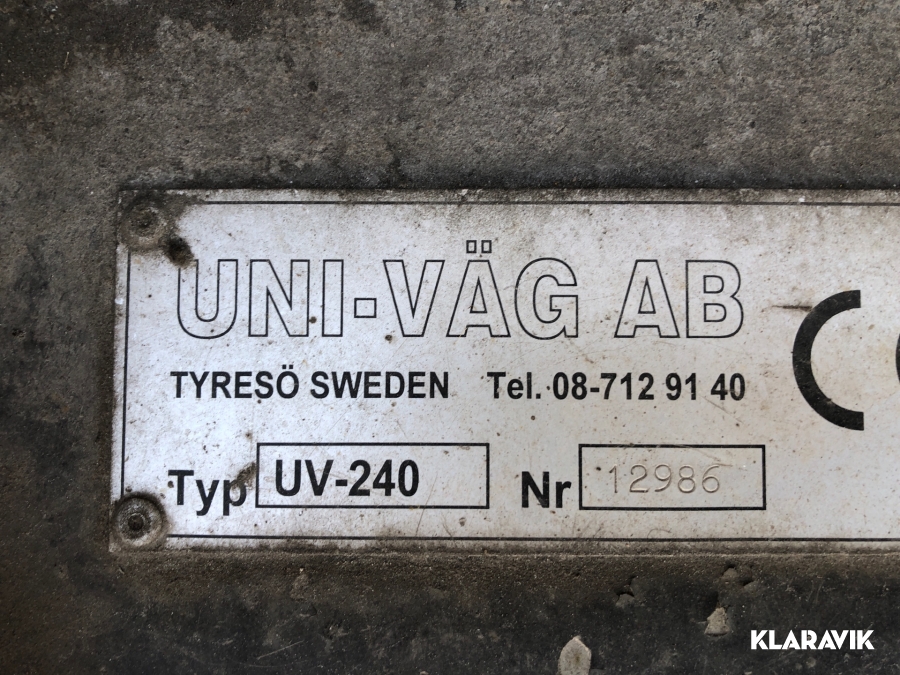 UNI-VÄG AB
TYRESÖ SWEDEN Tel. 08-712 91 40
Typ UV-240 Nr 12986
KLARAVIK